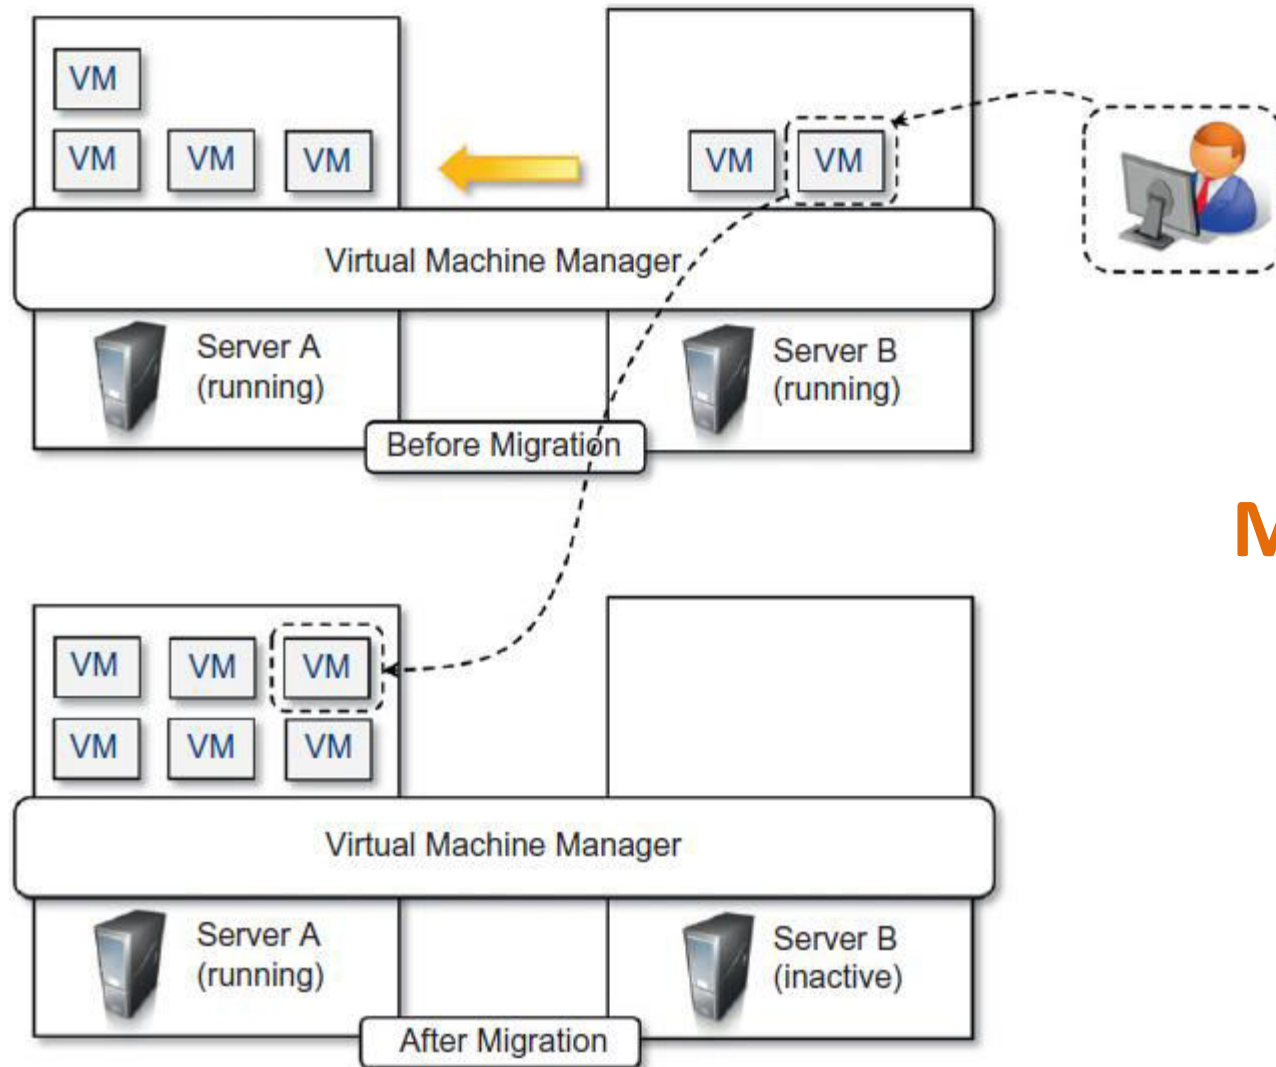 VM
VM VM VM
VM VM
Virtual Machine Manager
Server A
(running)
Server B
(running)
Before Migration
M
VM VM VM
VM VM VM
Virtual Machine Manager
Server A
(running)
Server B
(inactive)
After Migration